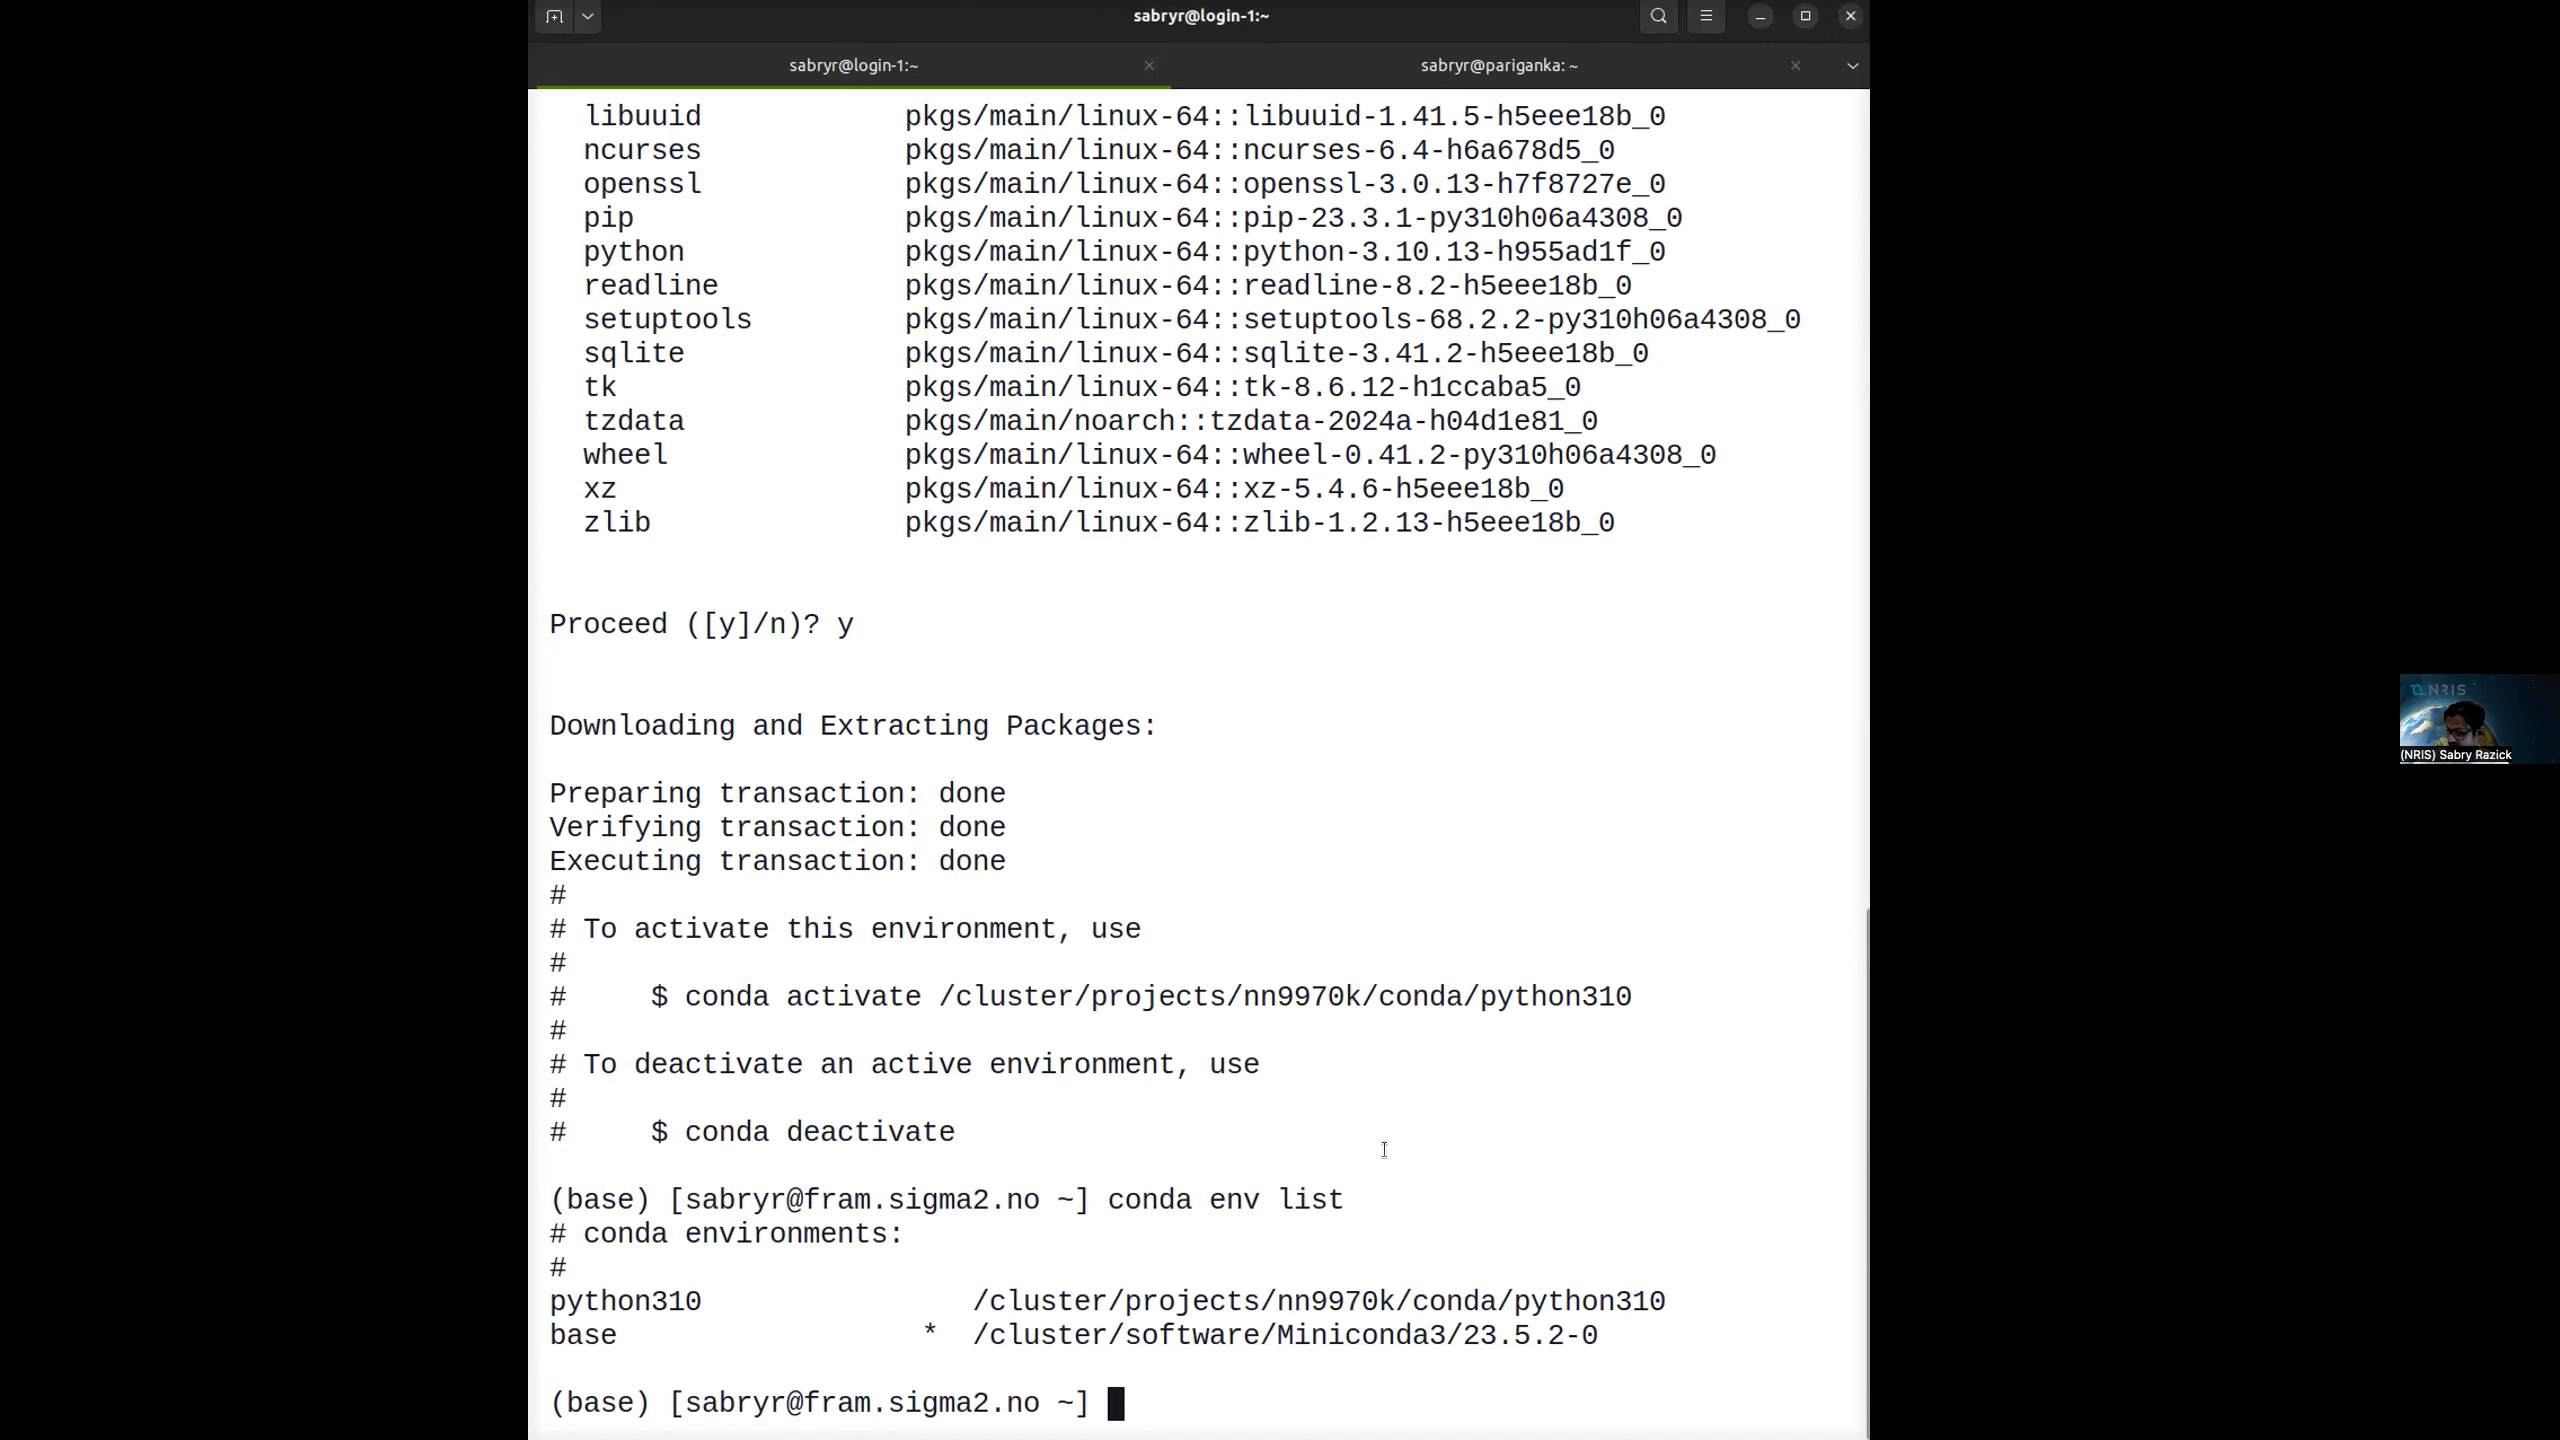 sabryr@login-1:~
sabryr@login-1:~
sabryr@pariganka: ~
libuuid pkgs/main/linux-64::libuuid-1.41.5-h5eee18b_0
ncurses pkgs/main/linux-64::ncurses-6.4-h6a678d5_0
openssl pkgs/main/linux-64::openssl-3.0.13-h7f8727e_0
pip pkgs/main/linux-64::pip-23.3.1-py310h06a4308_0
python pkgs/main/linux-64::python-3.10.13-h955ad1f_0
readline pkgs/main/linux-64::readline-8.2-h5eee18b_0
setuptools pkgs/main/linux-64::setuptools-68.2.2-py310h06a4308_0
sqlite pkgs/main/linux-64::sqlite-3.41.2-h5eee18b_0
tk pkgs/main/linux-64::tk-8.6.12-h1ccaba5_0
tzdata pkgs/main/noarch::tzdata-2024a-h04d1e81_0
wheel pkgs/main/linux-64::wheel-0.41.2-py310h06a4308_0
xz pkgs/main/linux-64::xz-5.4.6-h5eee18b_0
zlib pkgs/main/linux-64::zlib-1.2.13-h5eee18b_0
Proceed ([y]/n)? y
Downloading and Extracting Packages:
Preparing transaction: done
Verifying transaction: done
Executing transaction: done
#
# To activate this environment, use
#
# $ conda activate /cluster/projects/nn9970k/conda/python310
#
# To deactivate an active environment, use
#
# $ conda deactivate
(base) [sabryr@fram.sigma2.no ~] conda env list
# conda environments:
#
python310 /cluster/projects/nn9970k/conda/python310
base * /cluster/software/Miniconda3/23.5.2-0
(base) [sabryr@fram.sigma2.no ~]
NRIS
(NRIS) Sabry Razick